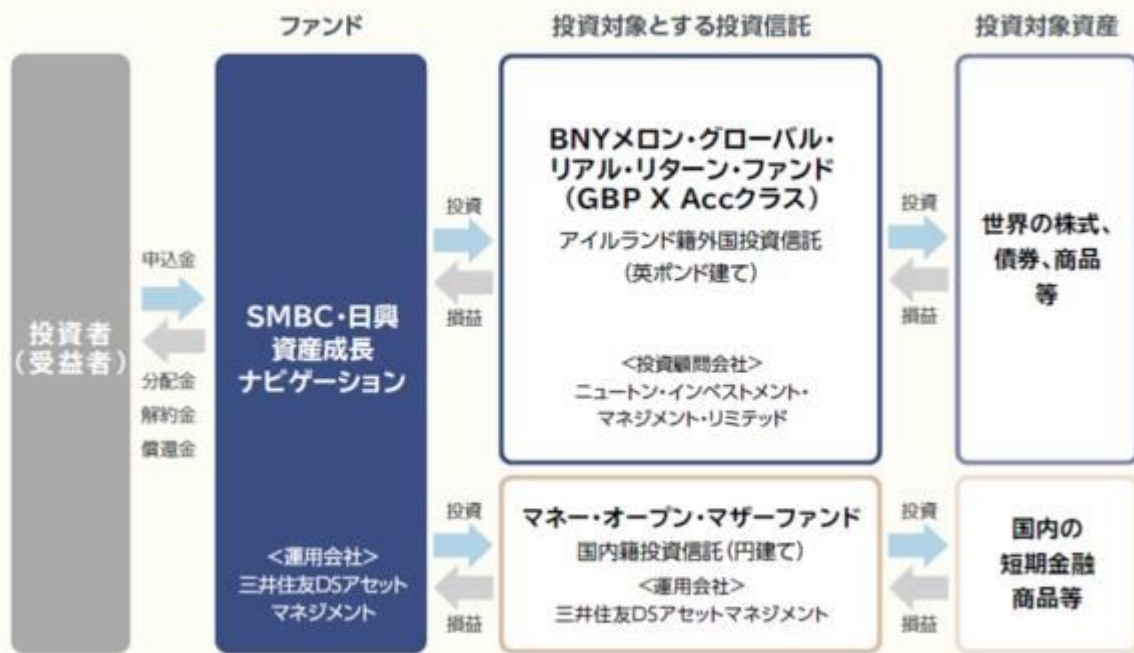 ファンド
投資対象とする投資信託
投資対象資産
投資者
(受益者)
申込金
分配金
解約金
償還金
SMBC・日興
資産成長
ナビゲーション
<運用会社>
三井住友DSアセット
マネジメント
投資
損益
BNYメロン・グローバル・
リアル・リターン・ファンド
(GBP X Accクラス)
アイルランド籍外国投資信託
(英ポンド建て)
<投資顧問会社>
ニュートン・インベストメント・
マネジメント・リミテッド
投資
損益
世界の株式、
債券、商品
等
投資
損益
マネー・オープン・マザーファンド
国内籍投資信託(円建て)
<運用会社>
三井住友DSアセットマネジメント
投資
損益
国内の
短期金融
商品等